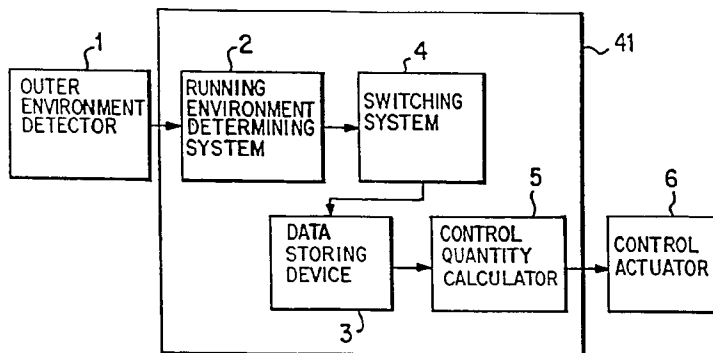 1
2
4
41
OUTER
ENVIRONMENT
DETECTOR
RUNNING
ENVIRONMENT
DETERMINING
SYSTEM
SWITCHING
SYSTEM
5
6
DATA
STORING
DEVICE
CONTROL
QUANTITY
CALCULATOR
CONTROL
ACTUATOR
3